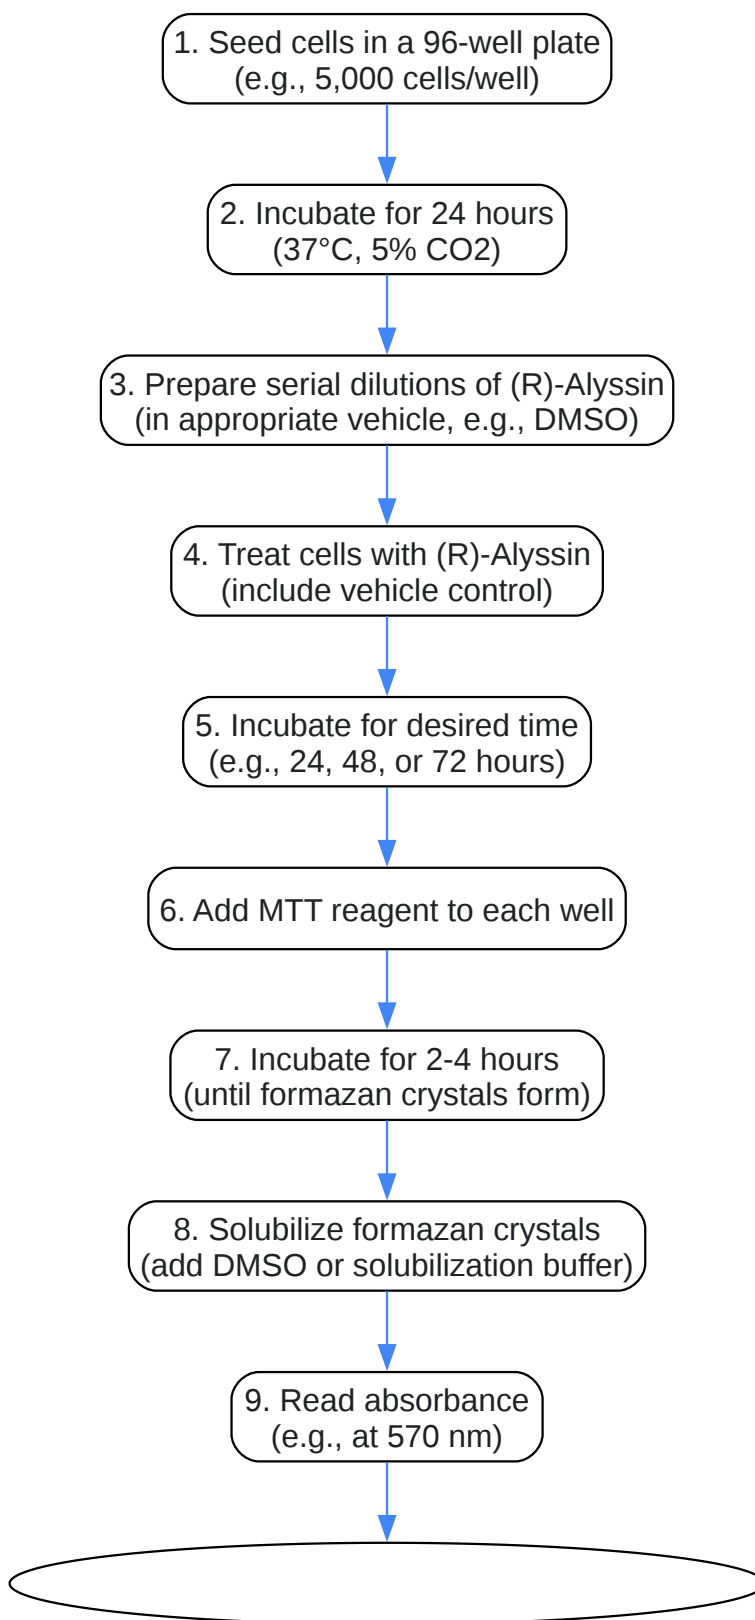 1. Seed cells in a 96-well plate
(e.g., 5,000 cells/well)
2. Incubate for 24 hours
(37°C, 5% CO2)
3. Prepare serial dilutions of (R)-Alyssin
(in appropriate vehicle, e.g., DMSO)
4. Treat cells with (R)-Alyssin
(include vehicle control)
5. Incubate for desired time
(e.g., 24, 48, or 72 hours)
6. Add MTT reagent to each well
7. Incubate for 2-4 hours
(until formazan crystals form)
8. Solubilize formazan crystals
(add DMSO or solubilization buffer)
9. Read absorbance
(e.g., at 570 nm)